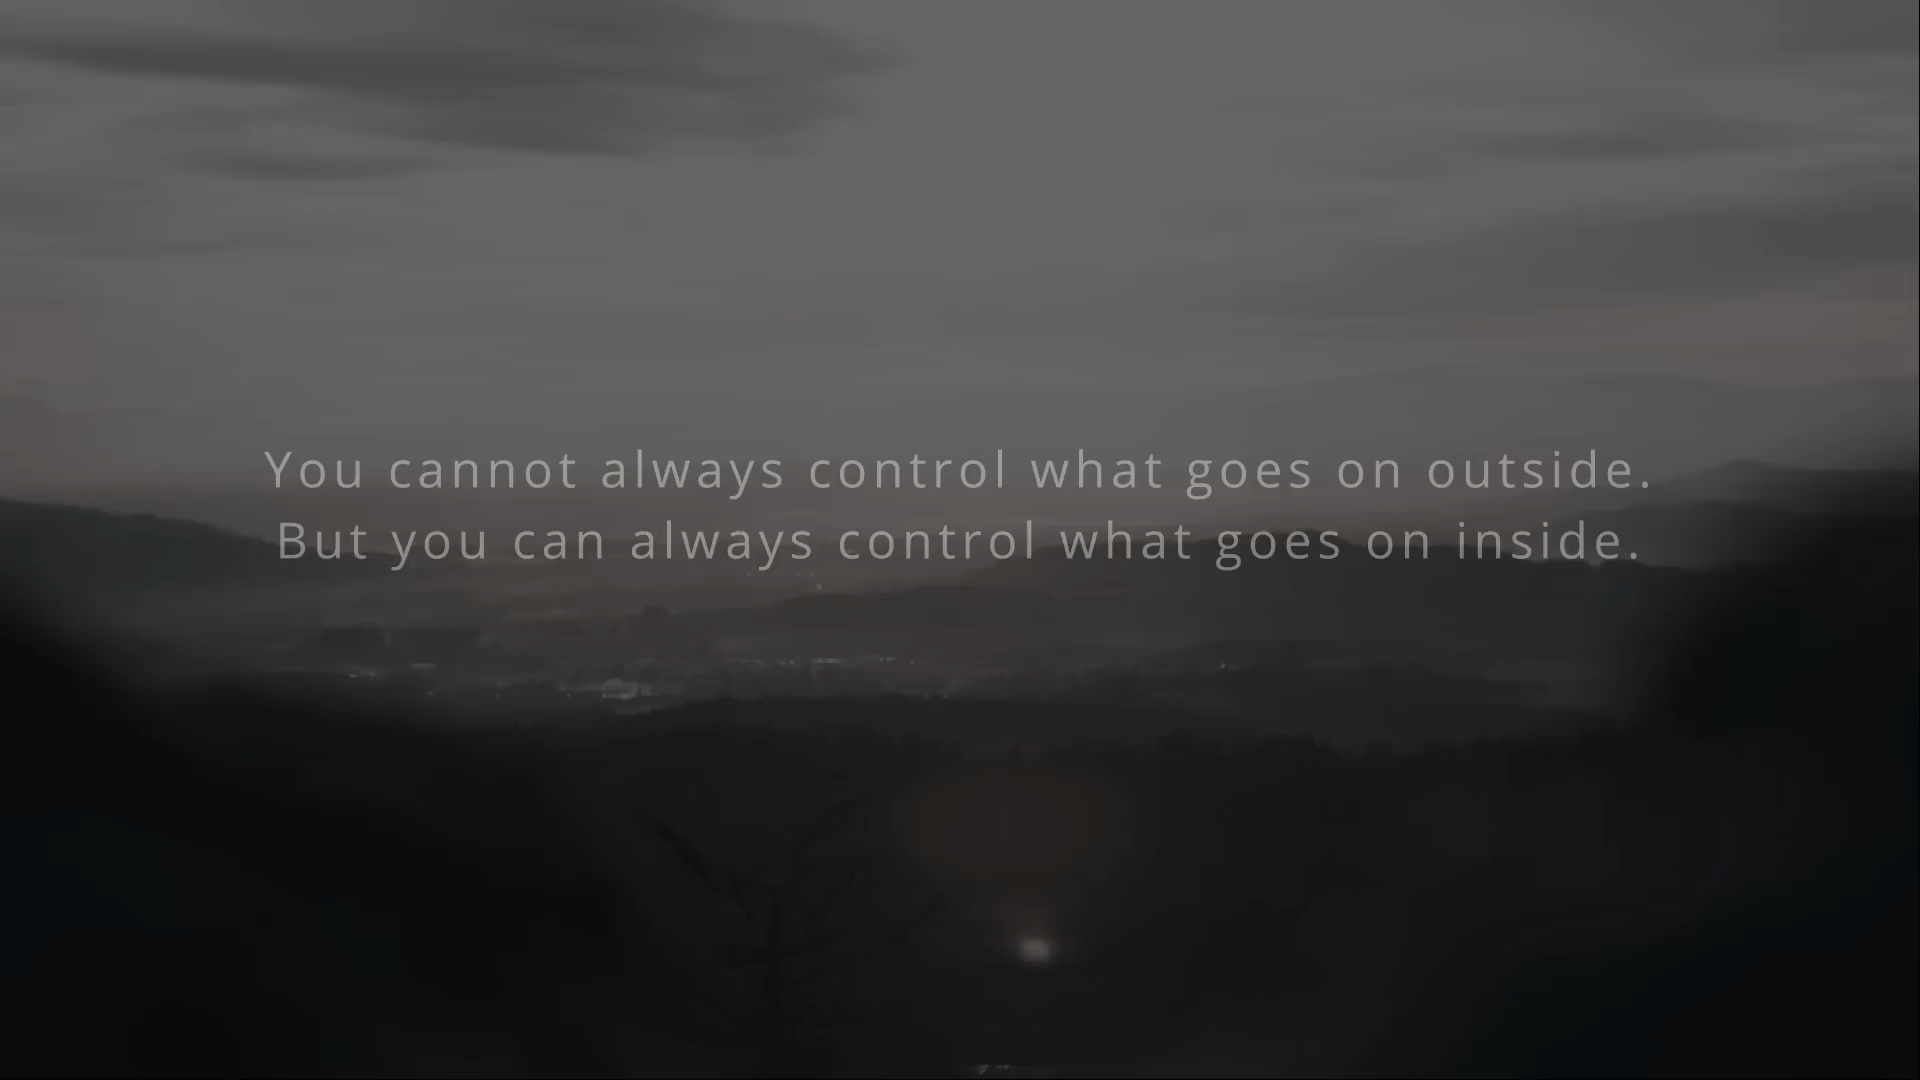 You cannot always control what goes on outside.
But you can always control what goes on inside.